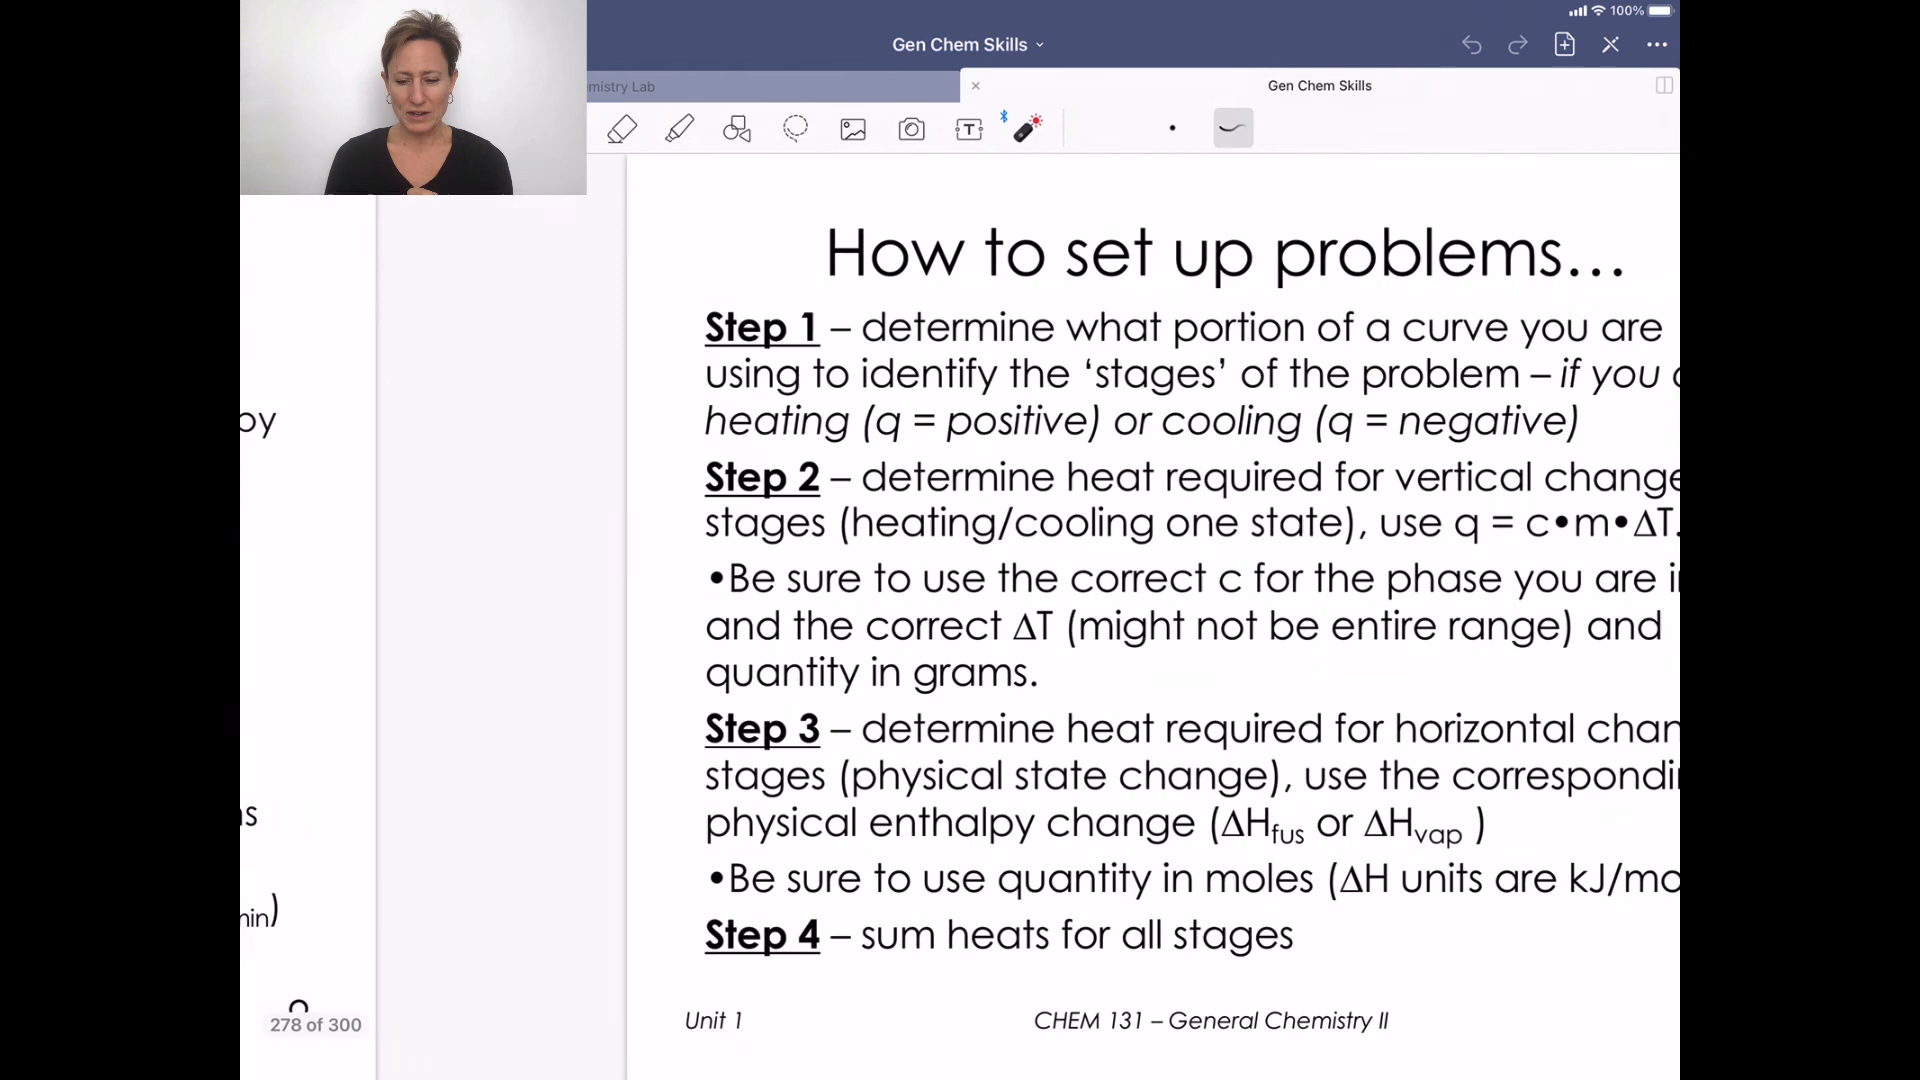 100%
Gen Chem Skills
mistry Lab
Gen Chem Skills
T
How to set up problems...
Step 1 – determine what portion of a curve you are
using to identify the ‘stages’ of the problem – if you
heating (q = positive) or cooling (q = negative)
Step 2 – determine heat required for vertical change
stages (heating/cooling one state), use q = c•m•ΔT.
•Be sure to use the correct c for the phase you are i
and the correct ΔT (might not be entire range) and
quantity in grams.
Step 3 – determine heat required for horizontal chan
stages (physical state change), use the correspondi
physical enthalpy change (ΔHfus or ΔHvap )
•Be sure to use quantity in moles (ΔH units are kJ/mo
Step 4 – sum heats for all stages
Unit 1
CHEM 131 – General Chemistry II
by
s
min)
278 of 300